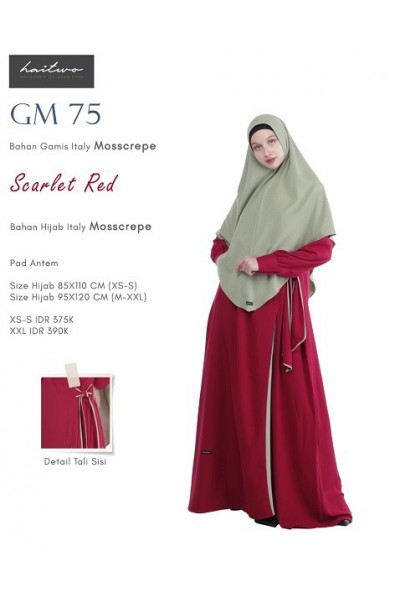 haitwo
GM 75
Bahan Gamis Italy Mosscrepe
Scarlet Red
Bahan Hijab Italy Mosscrepe
Pad Antem
Size Hijab 85X110 CM (XS-S)
Size Hijab 95X120 CM (M-XXL)
XS-S IDR 375K
XXL IDR 390K
Detail Tali Sisi